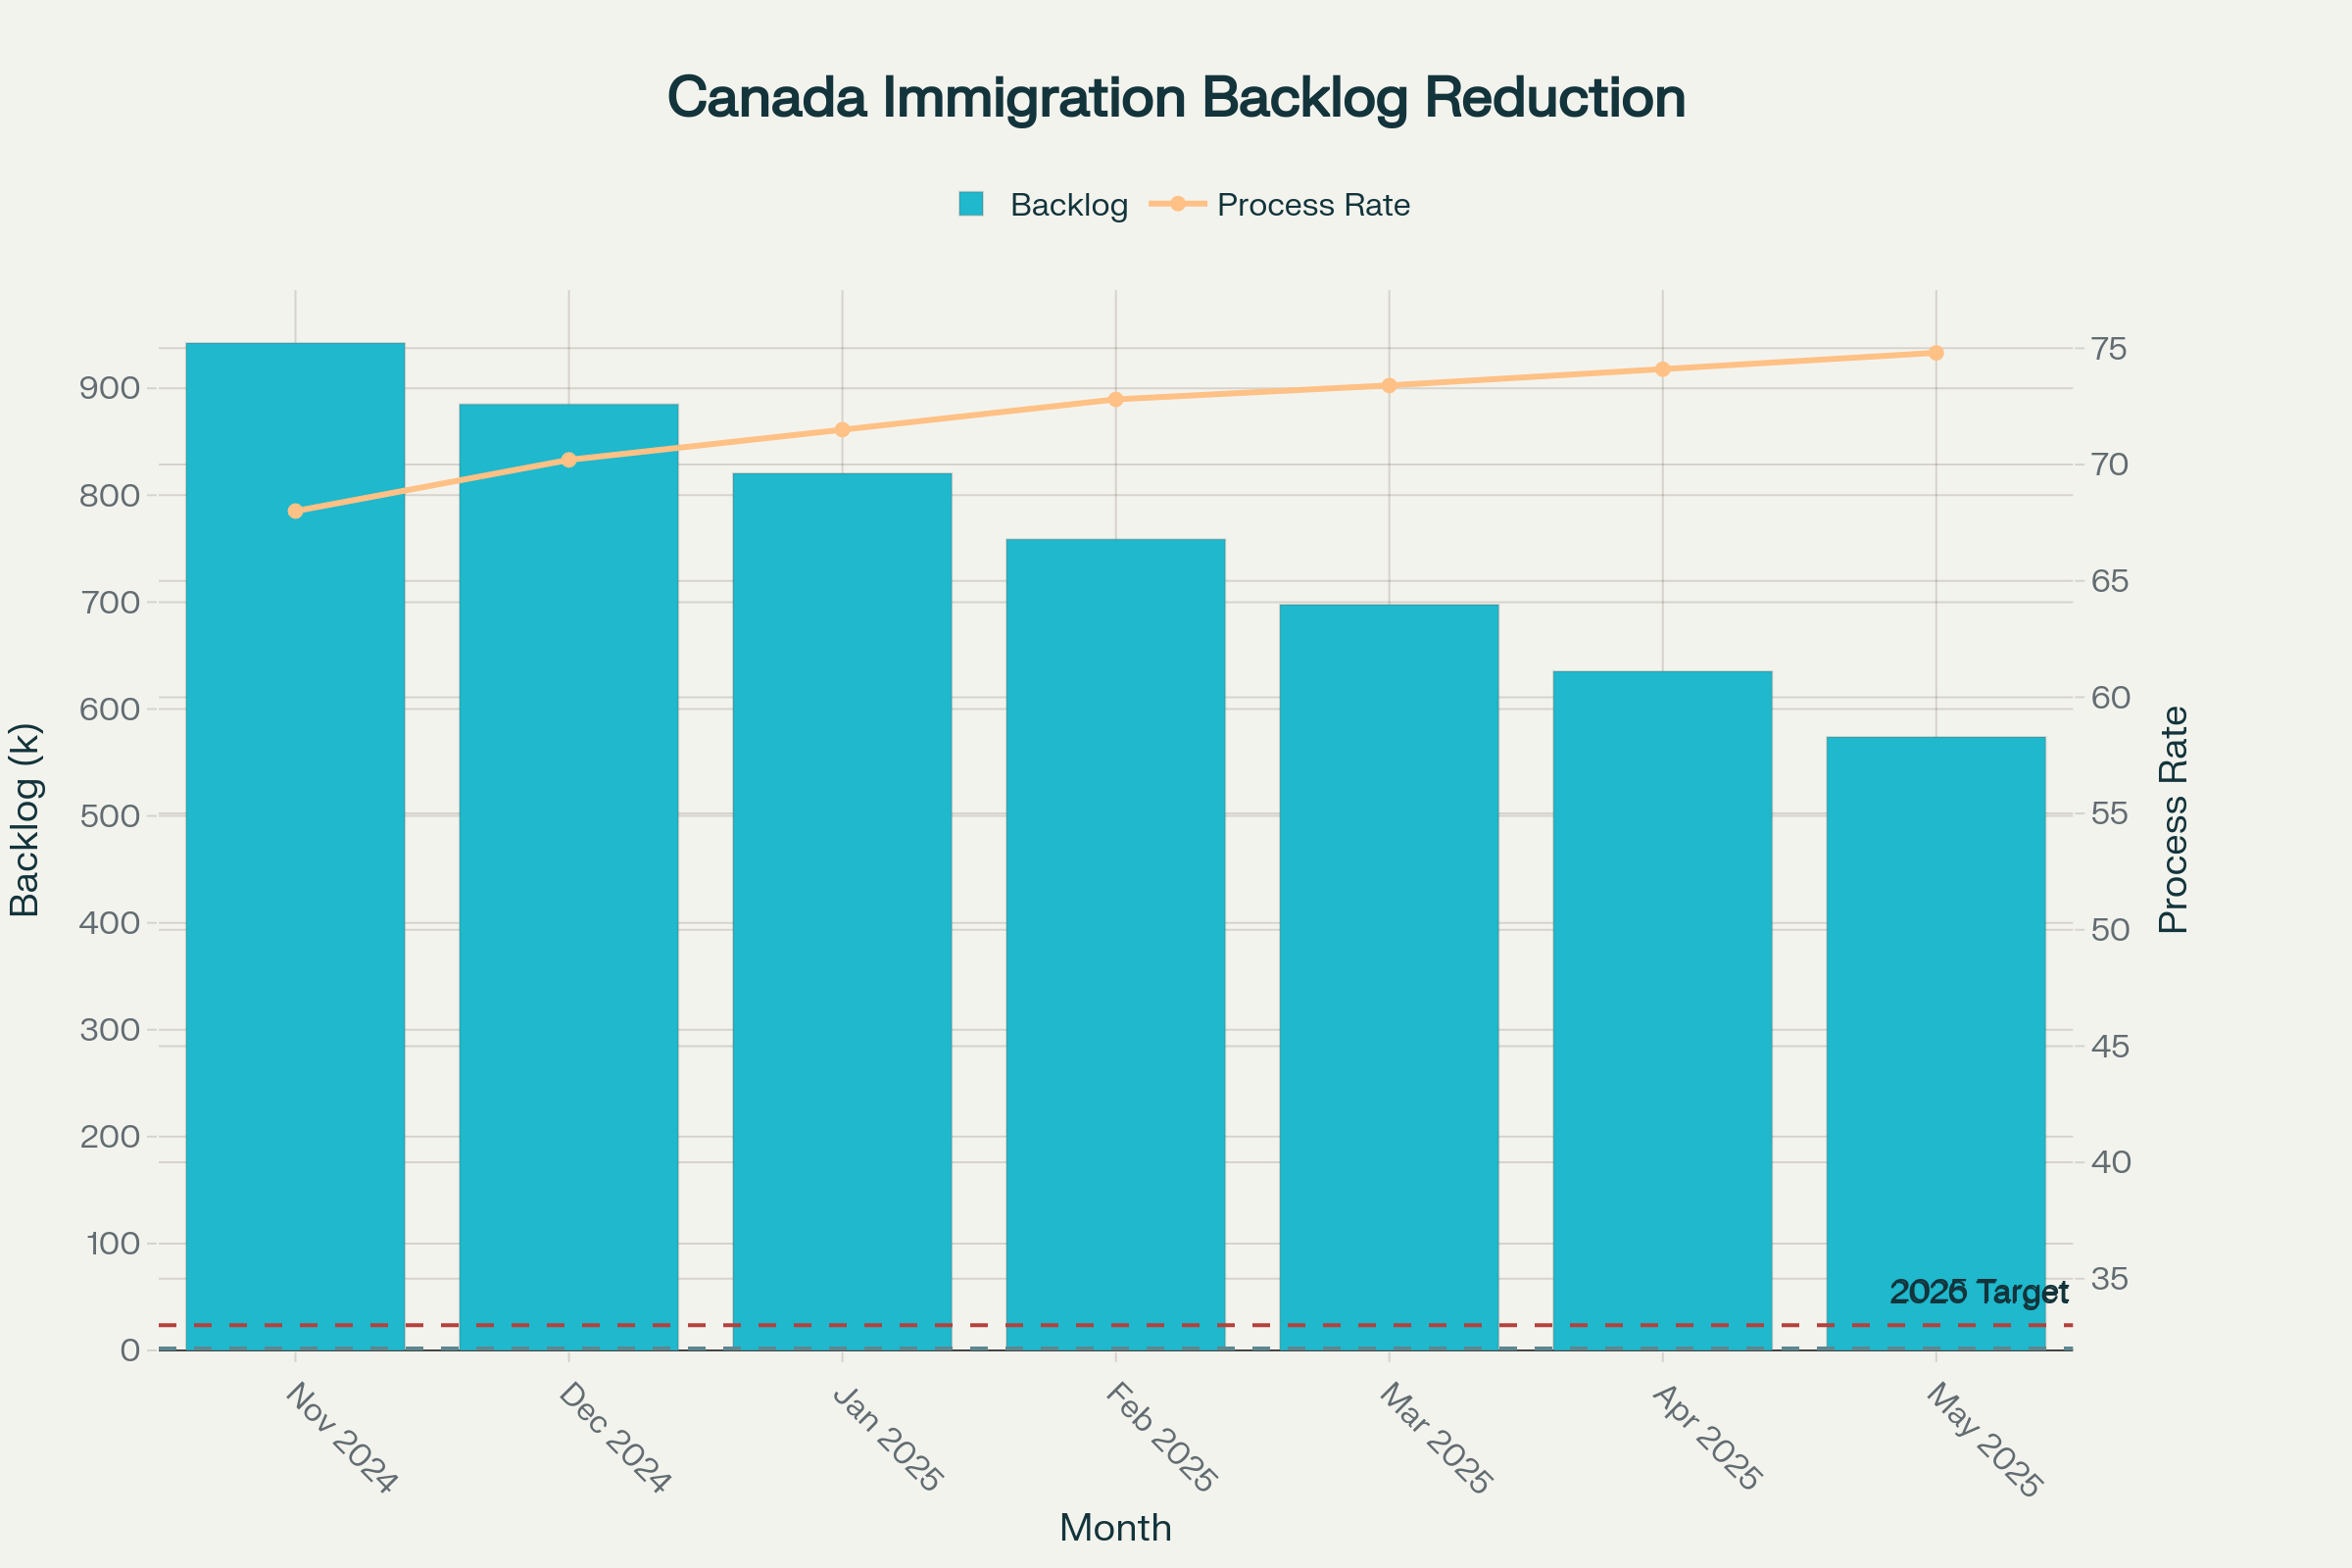 Canada Immigration Backlog Reduction
Backlog
Process Rate
75
900
70
800
65
700
60
600
55
500
50
400
45
300
40
200
100
35
0
Backlog (k)
Process Rate
Target
Nov 2024
Dec 2024
Jan 2025
Feb 2025
Mar 2025
Apr 2025
May 2025
Month